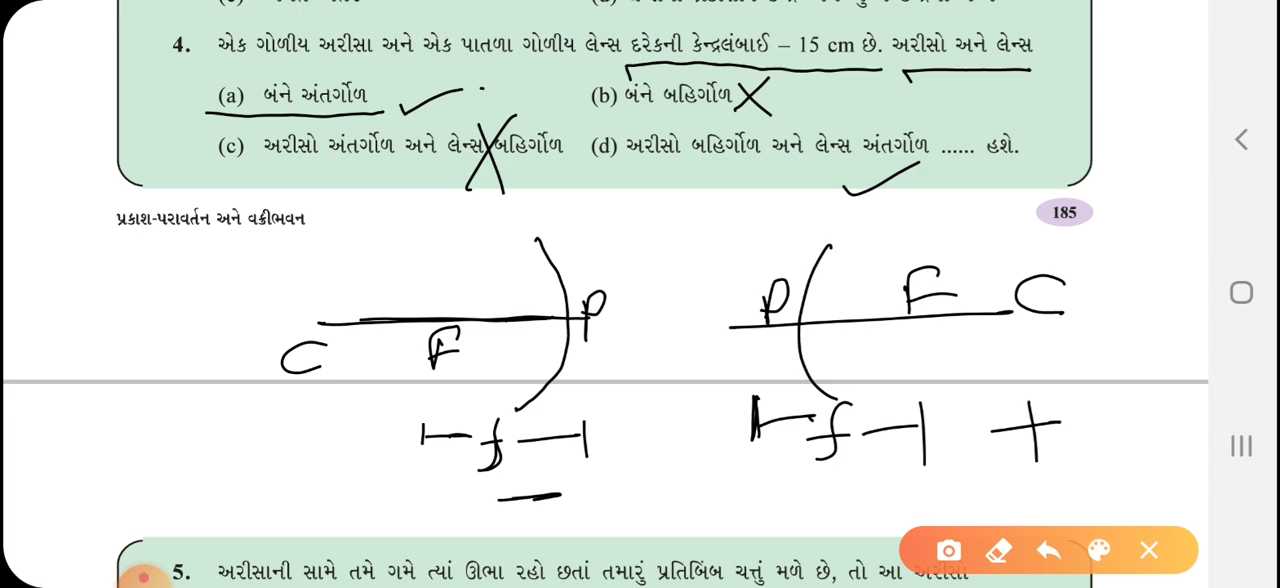 4. એક ગોળીય અરીસા અને એક પાતળા ગોળીય લેન્સ દરેકની કેન્દ્રલંબાઈ – 15 cm છે. અરીસો અને લેન્સ
(a) બંને અંતર્ગોળ (b) બંને બહિર્ગોળ
(c) અરીસો અંતર્ગોળ અને લેન્સ બહિર્ગોળ (d) અરીસો બહિર્ગોળ અને લેન્સ અંતર્ગોળ ...... હશે.
પ્રકાશ-પરાવર્તન અને વક્રીભવન 185
P P F C
C F
f f +
5. અરીસાની સામે તમે ગમે ત્યાં ઊભા રહો છતાં તમારું પ્રતિબિંબ ચત્તું મળે છે, તો આ અરીસા